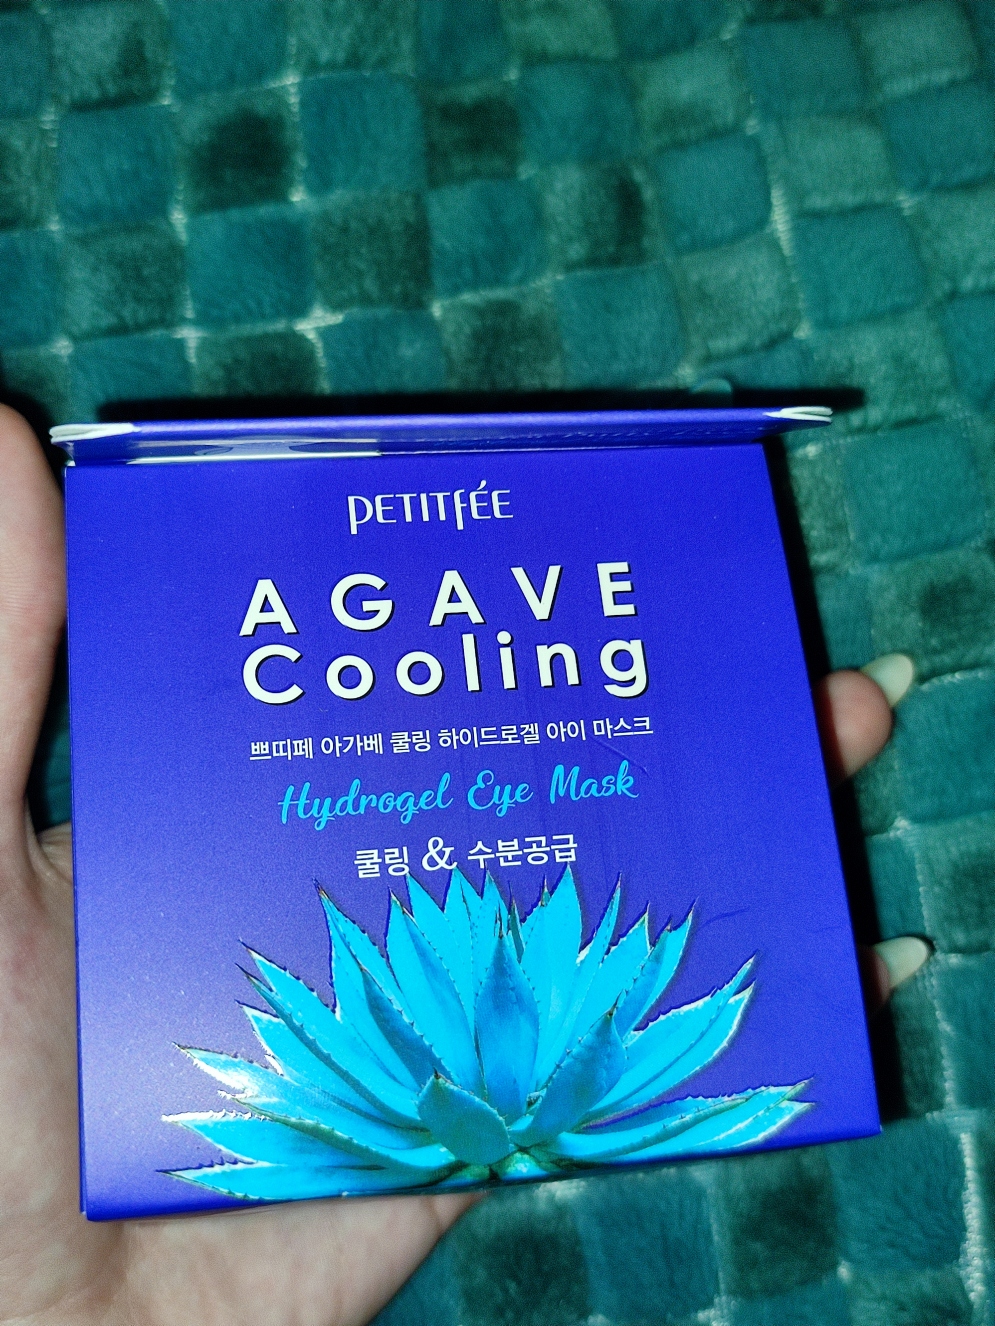 PETITFÉE
AGAVE
Cooling
쁘띠페 아가베 쿨링 하이드로겔 아이 마스크
Hydrogel Eye Mask
쿨링 & 수분공급